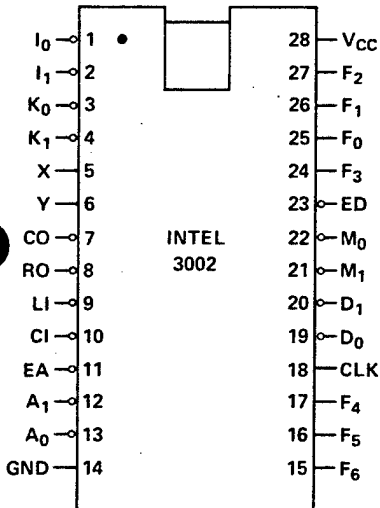 I0 1 28 VCC
I1 2 27 F2
K0 3 26 F1
K1 4 25 F0
X 5 24 F3
Y 6 23 ED
CO 7 INTEL 22 M0
RO 8 3002 21 M1
LI 9 20 D1
CI 10 19 D0
EA 11 18 CLK
A1 12 17 F4
A0 13 16 F5
GND 14 15 F6